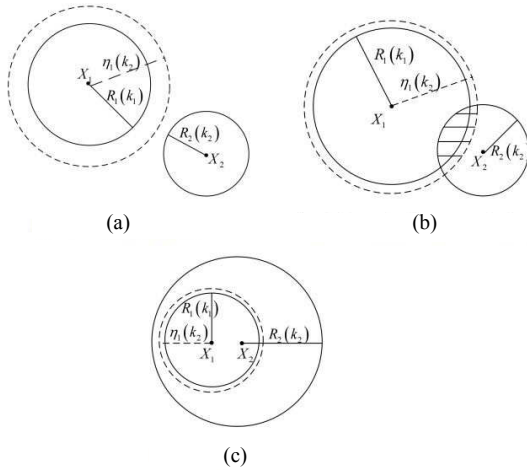 X₁
η₁(k₂)
R₁(k₁)
R₂(k₂)
X₂
(a)
R₁(k₁)
η₁(k₂)
X₁
X₂
R₂(k₂)
(b)
R₁(k₁)
η₁(k₂)
X₁
X₂
R₂(k₂)
(c)